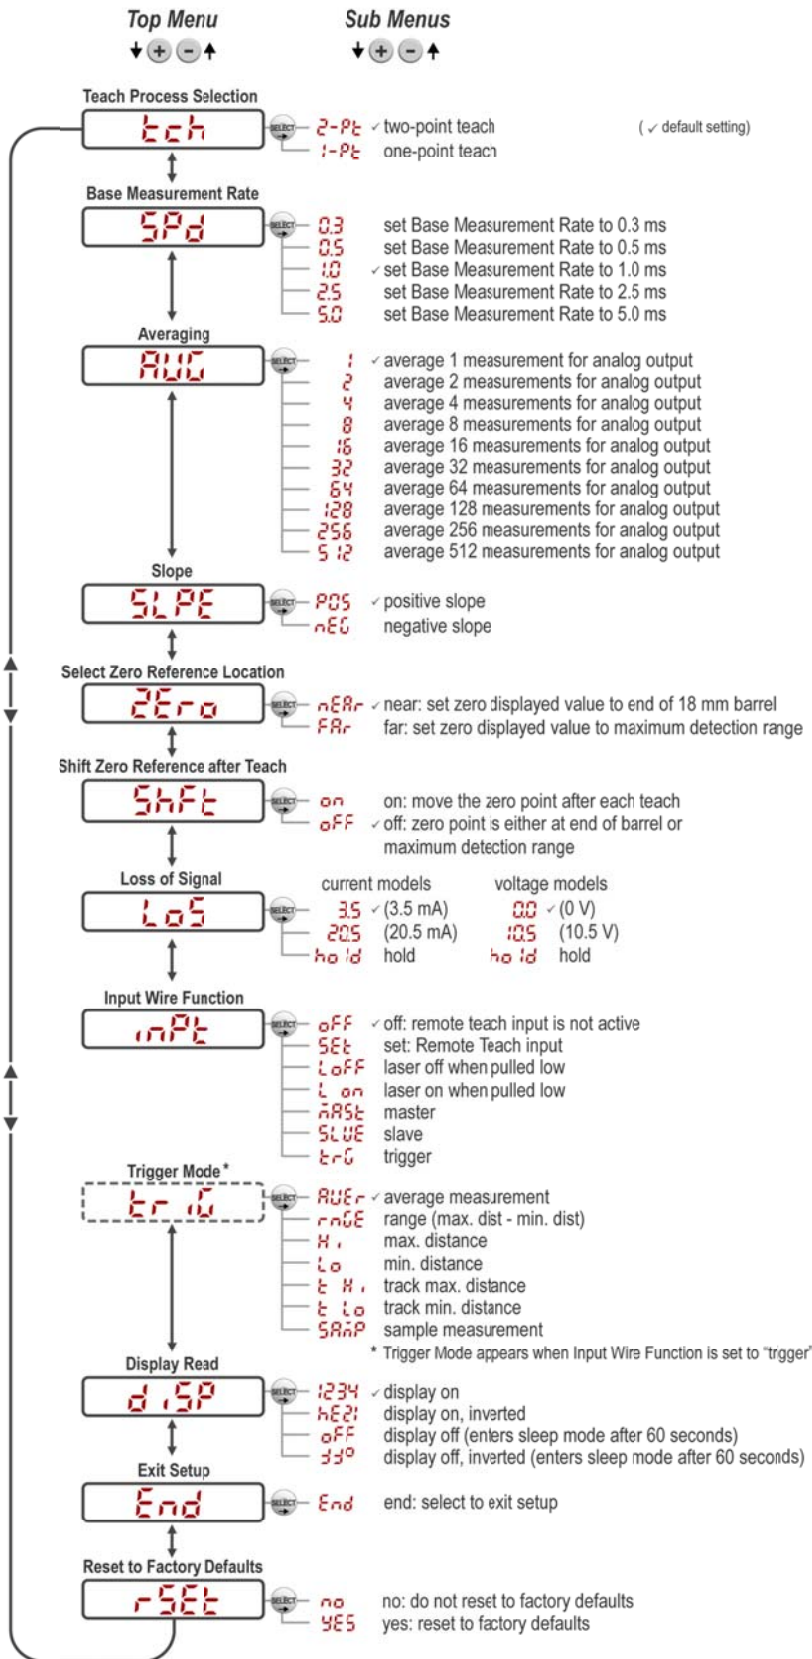 Top Menu Sub Menus
+ - + -
Teach Process Selection
tch SELECT 2-Pt ✓ two-point teach ( ✓ default setting)
1-Pt one-point teach
Base Measurement Rate
SPd SELECT 0.3 set Base Measurement Rate to 0.3 ms
0.5 set Base Measurement Rate to 0.5 ms
1.0 ✓ set Base Measurement Rate to 1.0 ms
2.5 set Base Measurement Rate to 2.5 ms
5.0 set Base Measurement Rate to 5.0 ms
Averaging
AVG SELECT 1 ✓ average 1 measurement for analog output
2 average 2 measurements for analog output
4 average 4 measurements for analog output
8 average 8 measurements for analog output
16 average 16 measurements for analog output
32 average 32 measurements for analog output
64 average 64 measurements for analog output
128 average 128 measurements for analog output
256 average 256 measurements for analog output
512 average 512 measurements for analog output
Slope
SLPE SELECT POS ✓ positive slope
nEG negative slope
Select Zero Reference Location
ZEro SELECT nEAr ✓ near: set zero displayed value to end of 18 mm barrel
FAr far: set zero displayed value to maximum detection range
Shift Zero Reference after Teach
ShFt SELECT on on: move the zero point after each teach
oFF ✓ off: zero point is either at end of barrel or
maximum detection range
Loss of Signal current models voltage models
LoS SELECT 3.5 ✓ (3.5 mA) 0.0 ✓ (0 V)
20.5 (20.5 mA) 10.5 (10.5 V)
hold hold hold hold
Input Wire Function
inPt SELECT oFF ✓ off: remote teach input is not active
SEt set: Remote Teach input
LoFF laser off when pulled low
L on laser on when pulled low
mASt master
SLVE slave
trG trigger
Trigger Mode *
triG SELECT AVEr ✓ average measurement
rnGE range (max. dist - min. dist)
Hi max. distance
Lo min. distance
t Hi track max. distance
t Lo track min. distance
SAmP sample measurement
* Trigger Mode appears when Input Wire Function is set to "trgger"
Display Read
diSP SELECT 1234 ✓ display on
hEZ1 display on, inverted
oFF display off (enters sleep mode after 60 seconds)
display off, inverted (enters sleep mode after 60 seconds)
Exit Setup
End SELECT End end: select to exit setup
Reset to Factory Defaults
rSEt SELECT no no: do not reset to factory defaults
YES yes: reset to factory defaults